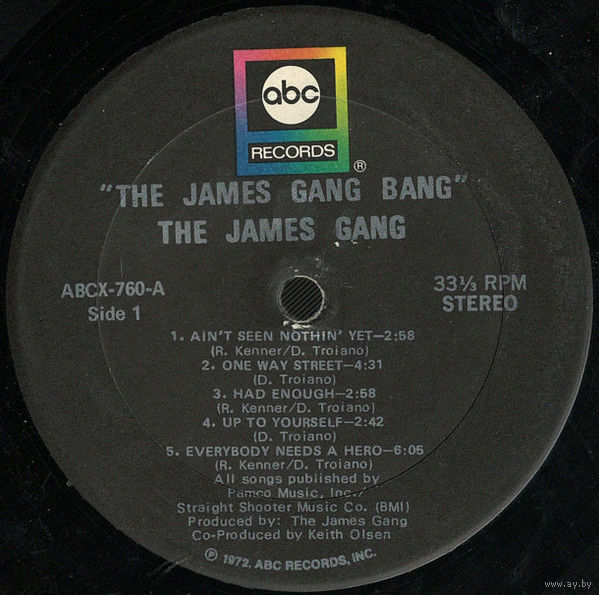 abc
RECORDS
®
"THE JAMES GANG BANG"
THE JAMES GANG
ABCX-760-A
Side 1
33⅓ RPM
STEREO
1. AIN'T SEEN NOTHIN' YET—2:58
(R. Kenner/D. Troiano)
2. ONE WAY STREET—4:31
(D. Troiano)
3. HAD ENOUGH—2:58
(R. Kenner/D. Troiano)
4. UP TO YOURSELF—2:42
(D. Troiano)
5. EVERYBODY NEEDS A HERO—6:05
(R. Kenner/D. Troiano)
All songs published by
Pamco Music, Inc./
Straight Shooter Music Co. (BMI)
Produced by: The James Gang
Co-Produced by Keith Olsen
℗ 1972, ABC RECORDS, INC.
www.ay.by